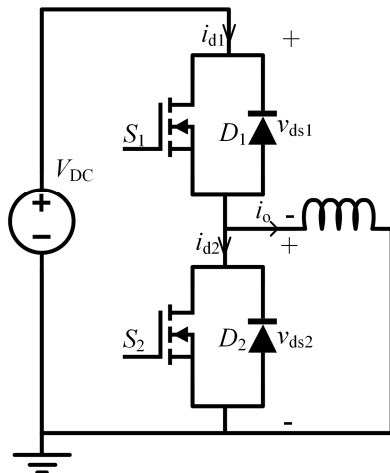 i_d1 +
S_1 D_1 v_ds1
V_DC
+
−
i_o -
i_d2 +
S_2 D_2 v_ds2
-